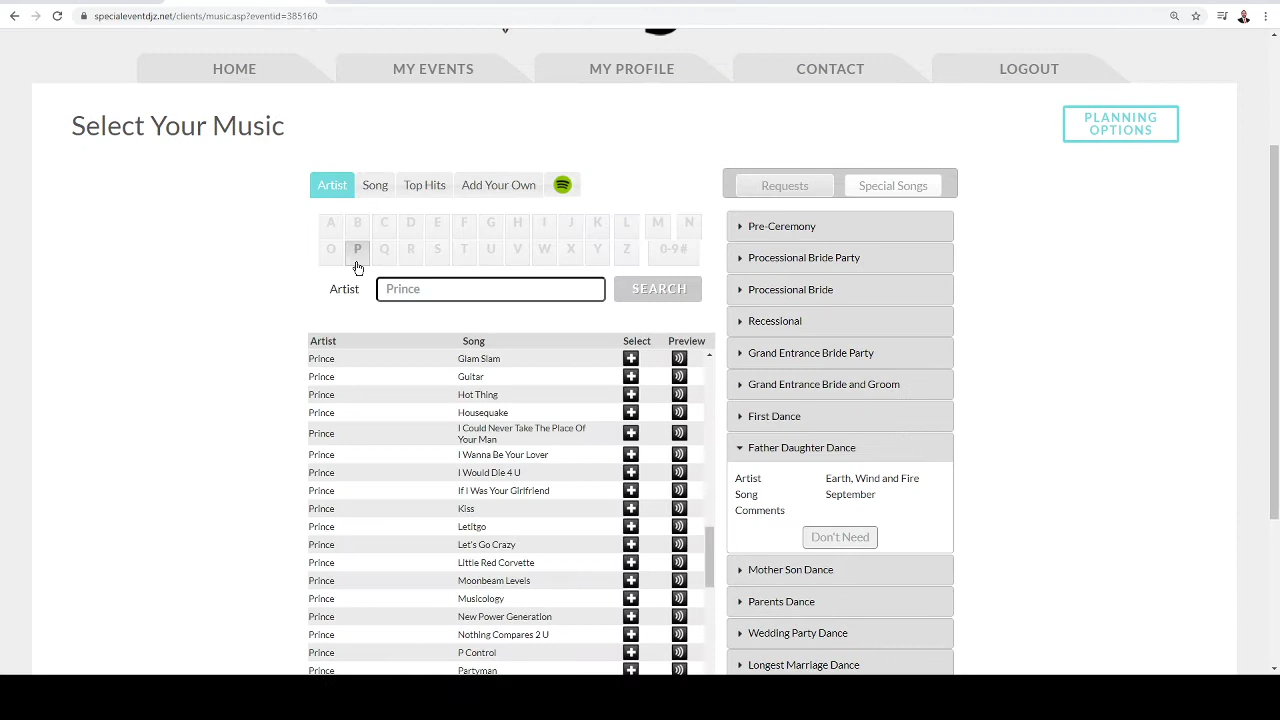 specialeventdjz.net/clients/music.asp?eventid=385160
HOME
MY EVENTS
MY PROFILE
CONTACT
LOGOUT
Select Your Music
PLANNING
OPTIONS
Artist
Song
Top Hits
Add Your Own
Requests
Special Songs
A B C D E F G H I J K L M N
O P Q R S T U V W X Y Z 0-9#
Artist
Prince
SEARCH
Artist Song Select Preview
Prince Glam Slam
Prince Guitar
Prince Hot Thing
Prince Housequake
Prince I Could Never Take The Place Of
Your Man
Prince I Wanna Be Your Lover
Prince I Would Die 4 U
Prince If I Was Your Girlfriend
Prince Kiss
Prince Letitgo
Prince Let's Go Crazy
Prince Little Red Corvette
Prince Moonbeam Levels
Prince Musicology
Prince New Power Generation
Prince Nothing Compares 2 U
Prince P Control
Prince Partyman
Pre-Ceremony
Processional Bride Party
Processional Bride
Recessional
Grand Entrance Bride Party
Grand Entrance Bride and Groom
First Dance
Father Daughter Dance
Artist Earth, Wind and Fire
Song September
Comments
Don't Need
Mother Son Dance
Parents Dance
Wedding Party Dance
Longest Marriage Dance